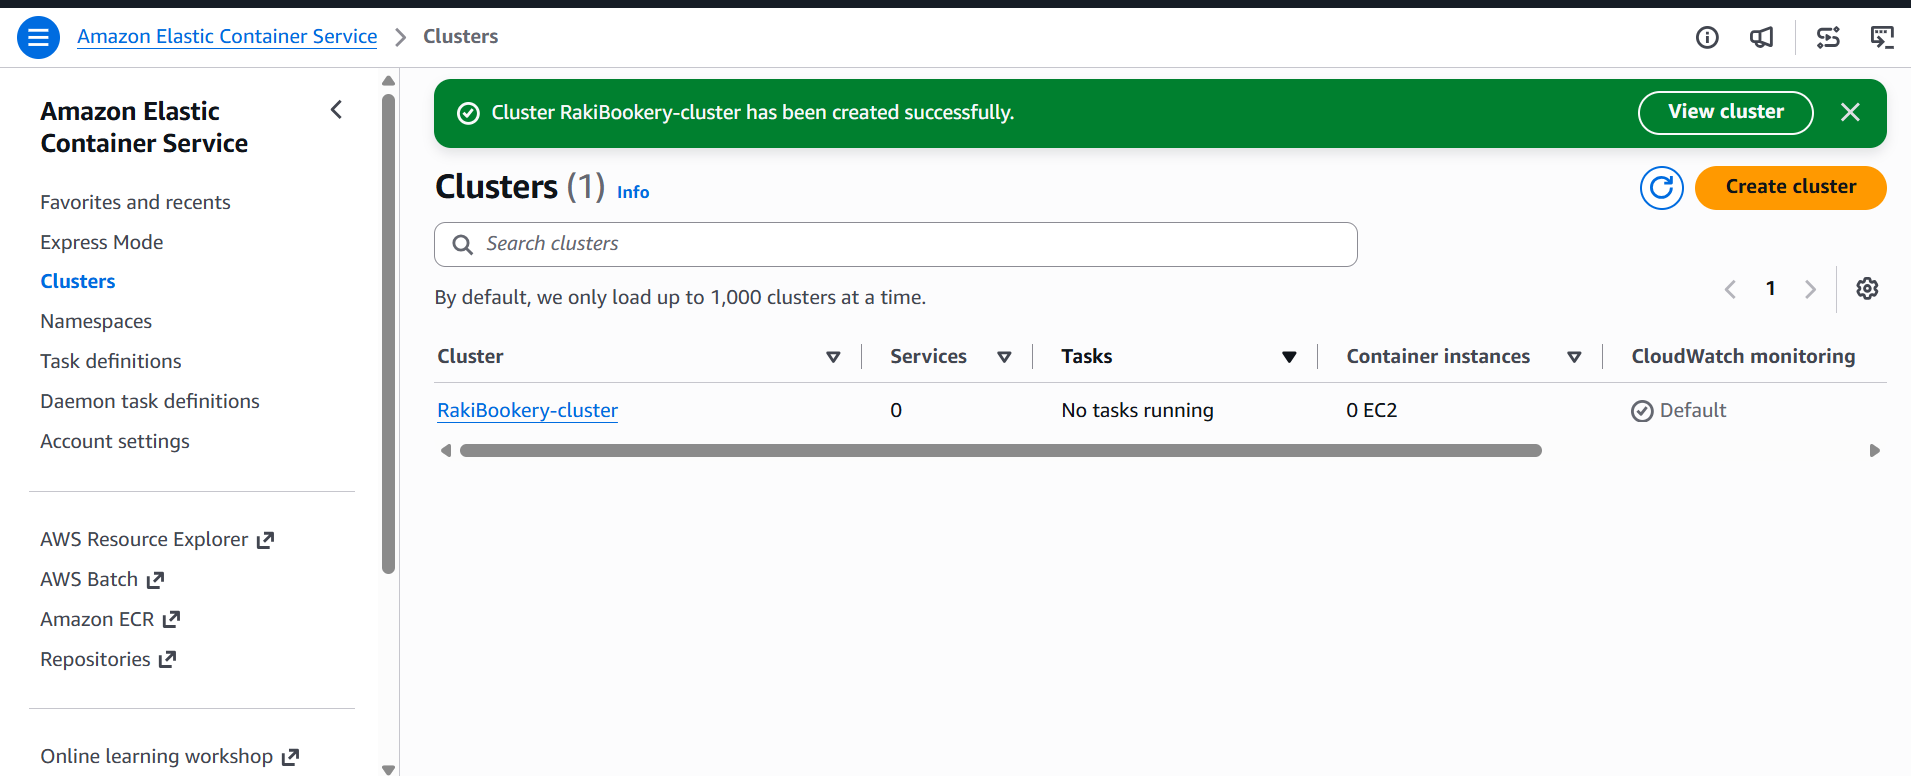 Amazon Elastic Container Service > Clusters
Amazon Elastic
Container Service
Favorites and recents
Express Mode
Clusters
Namespaces
Task definitions
Daemon task definitions
Account settings
AWS Resource Explorer
AWS Batch
Amazon ECR
Repositories
Online learning workshop
Cluster RakiBookery-cluster has been created successfully.
View cluster
Clusters (1) Info
Create cluster
Search clusters
By default, we only load up to 1,000 clusters at a time.
1
Cluster Services Tasks Container instances CloudWatch monitoring
RakiBookery-cluster 0 No tasks running 0 EC2 Default